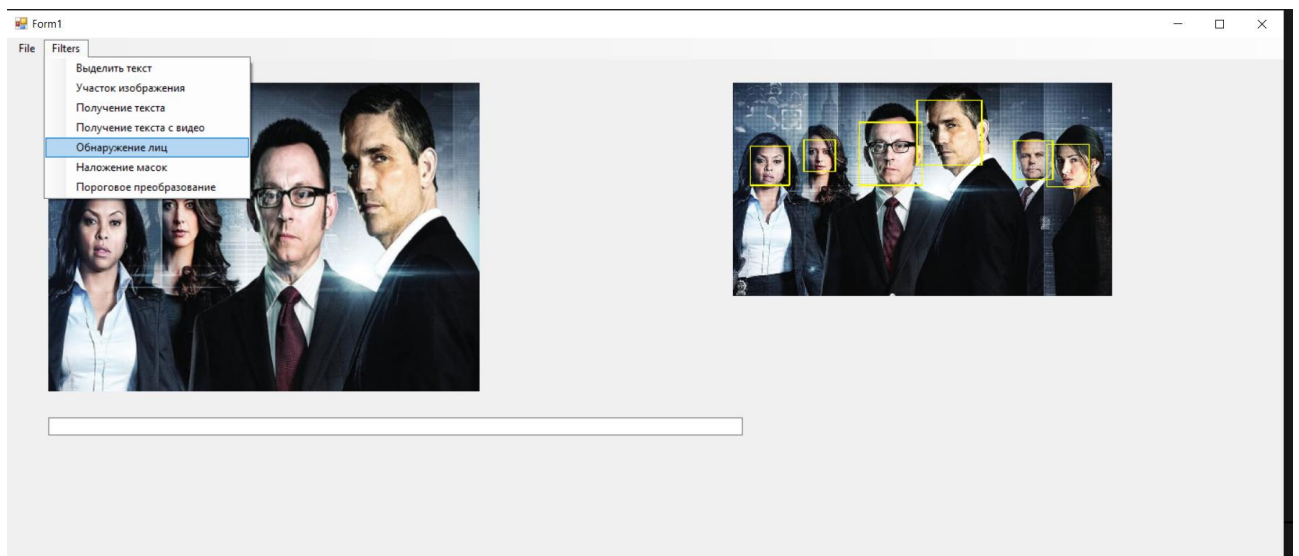 Form1
File Filters
Выделить текст
Участок изображения
Получение текста
Получение текста с видео
Обнаружение лиц
Наложение масок
Пороговое преобразование